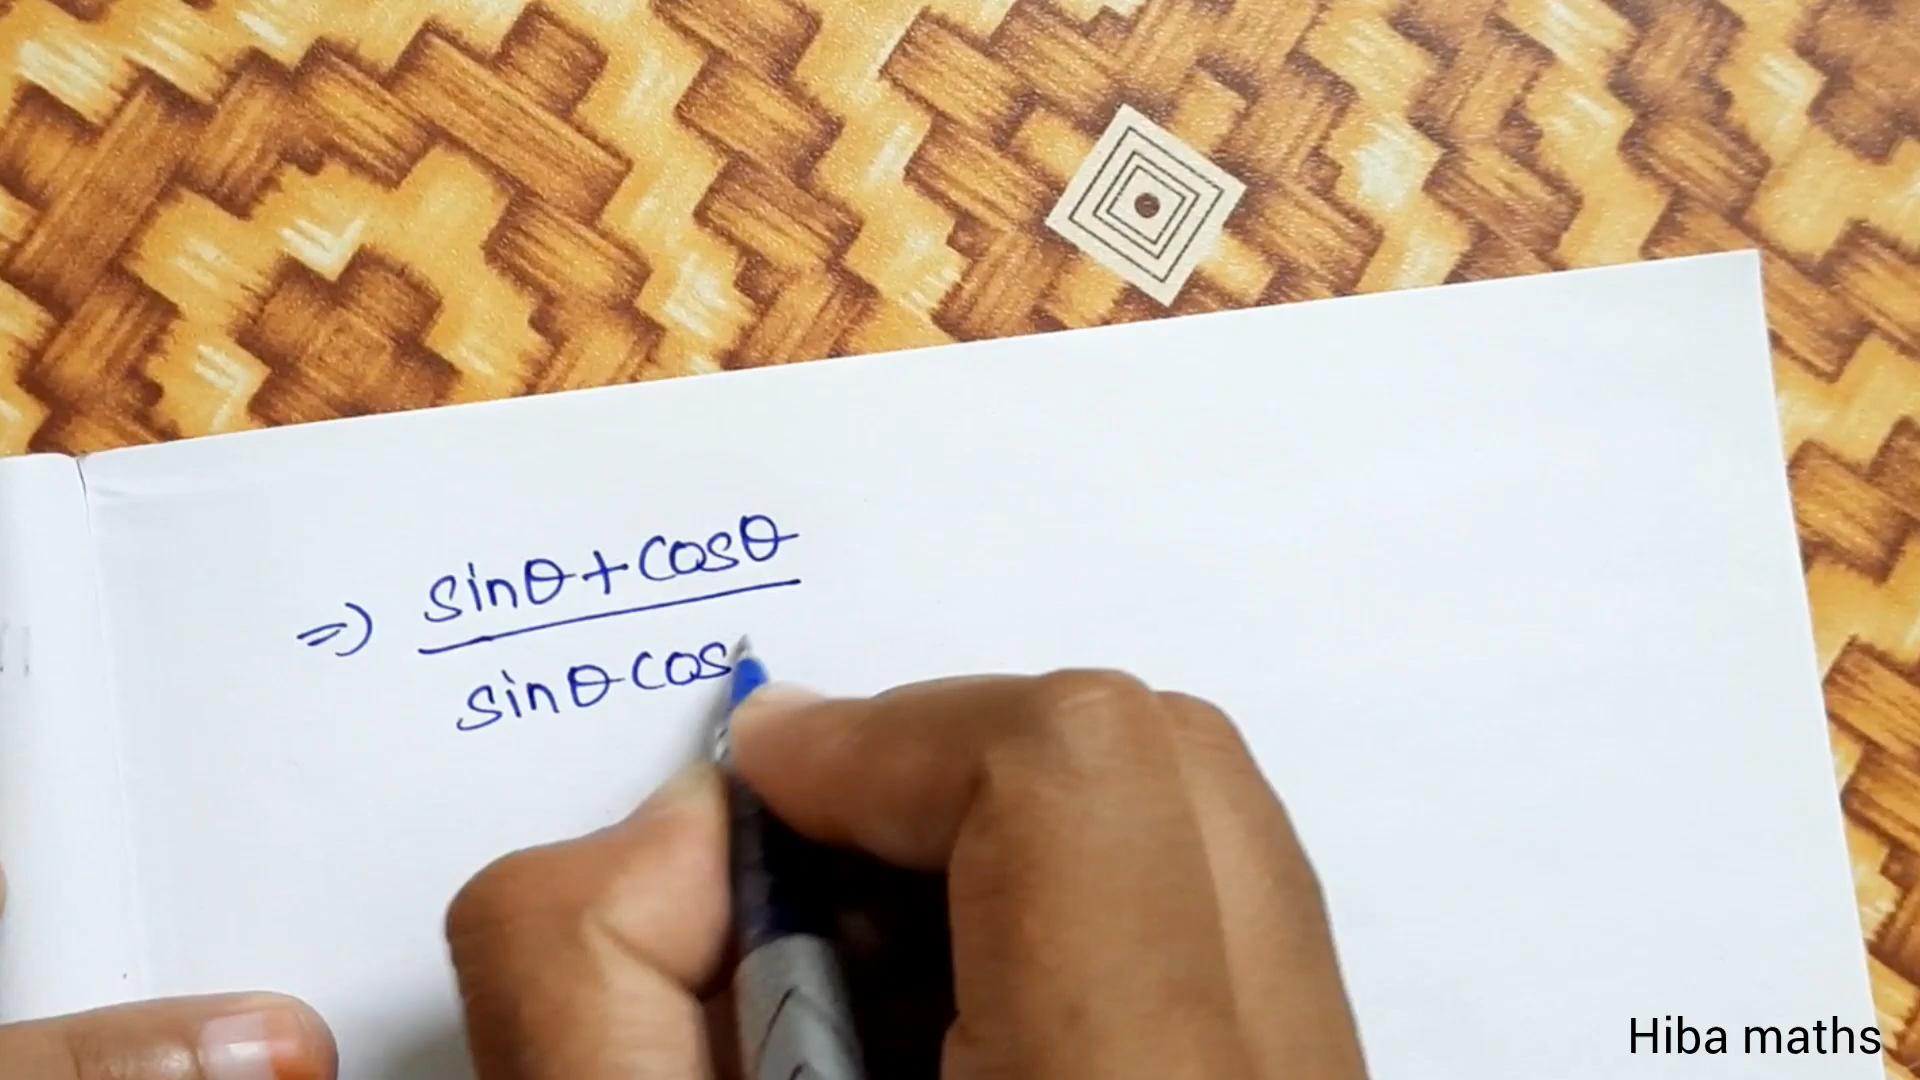 ⇒ sinθ + cosθ
sinθ cos
Hiba maths